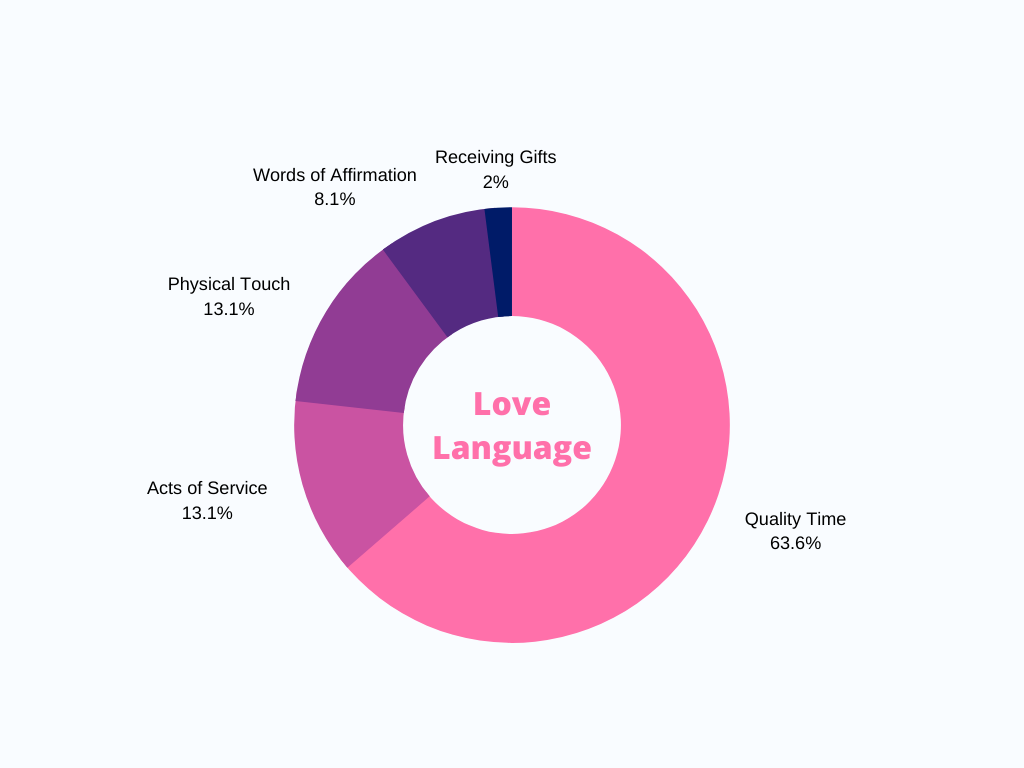 Receiving Gifts
2%
Words of Affirmation
8.1%
Physical Touch
13.1%
Love
Language
Acts of Service
13.1%
Quality Time
63.6%